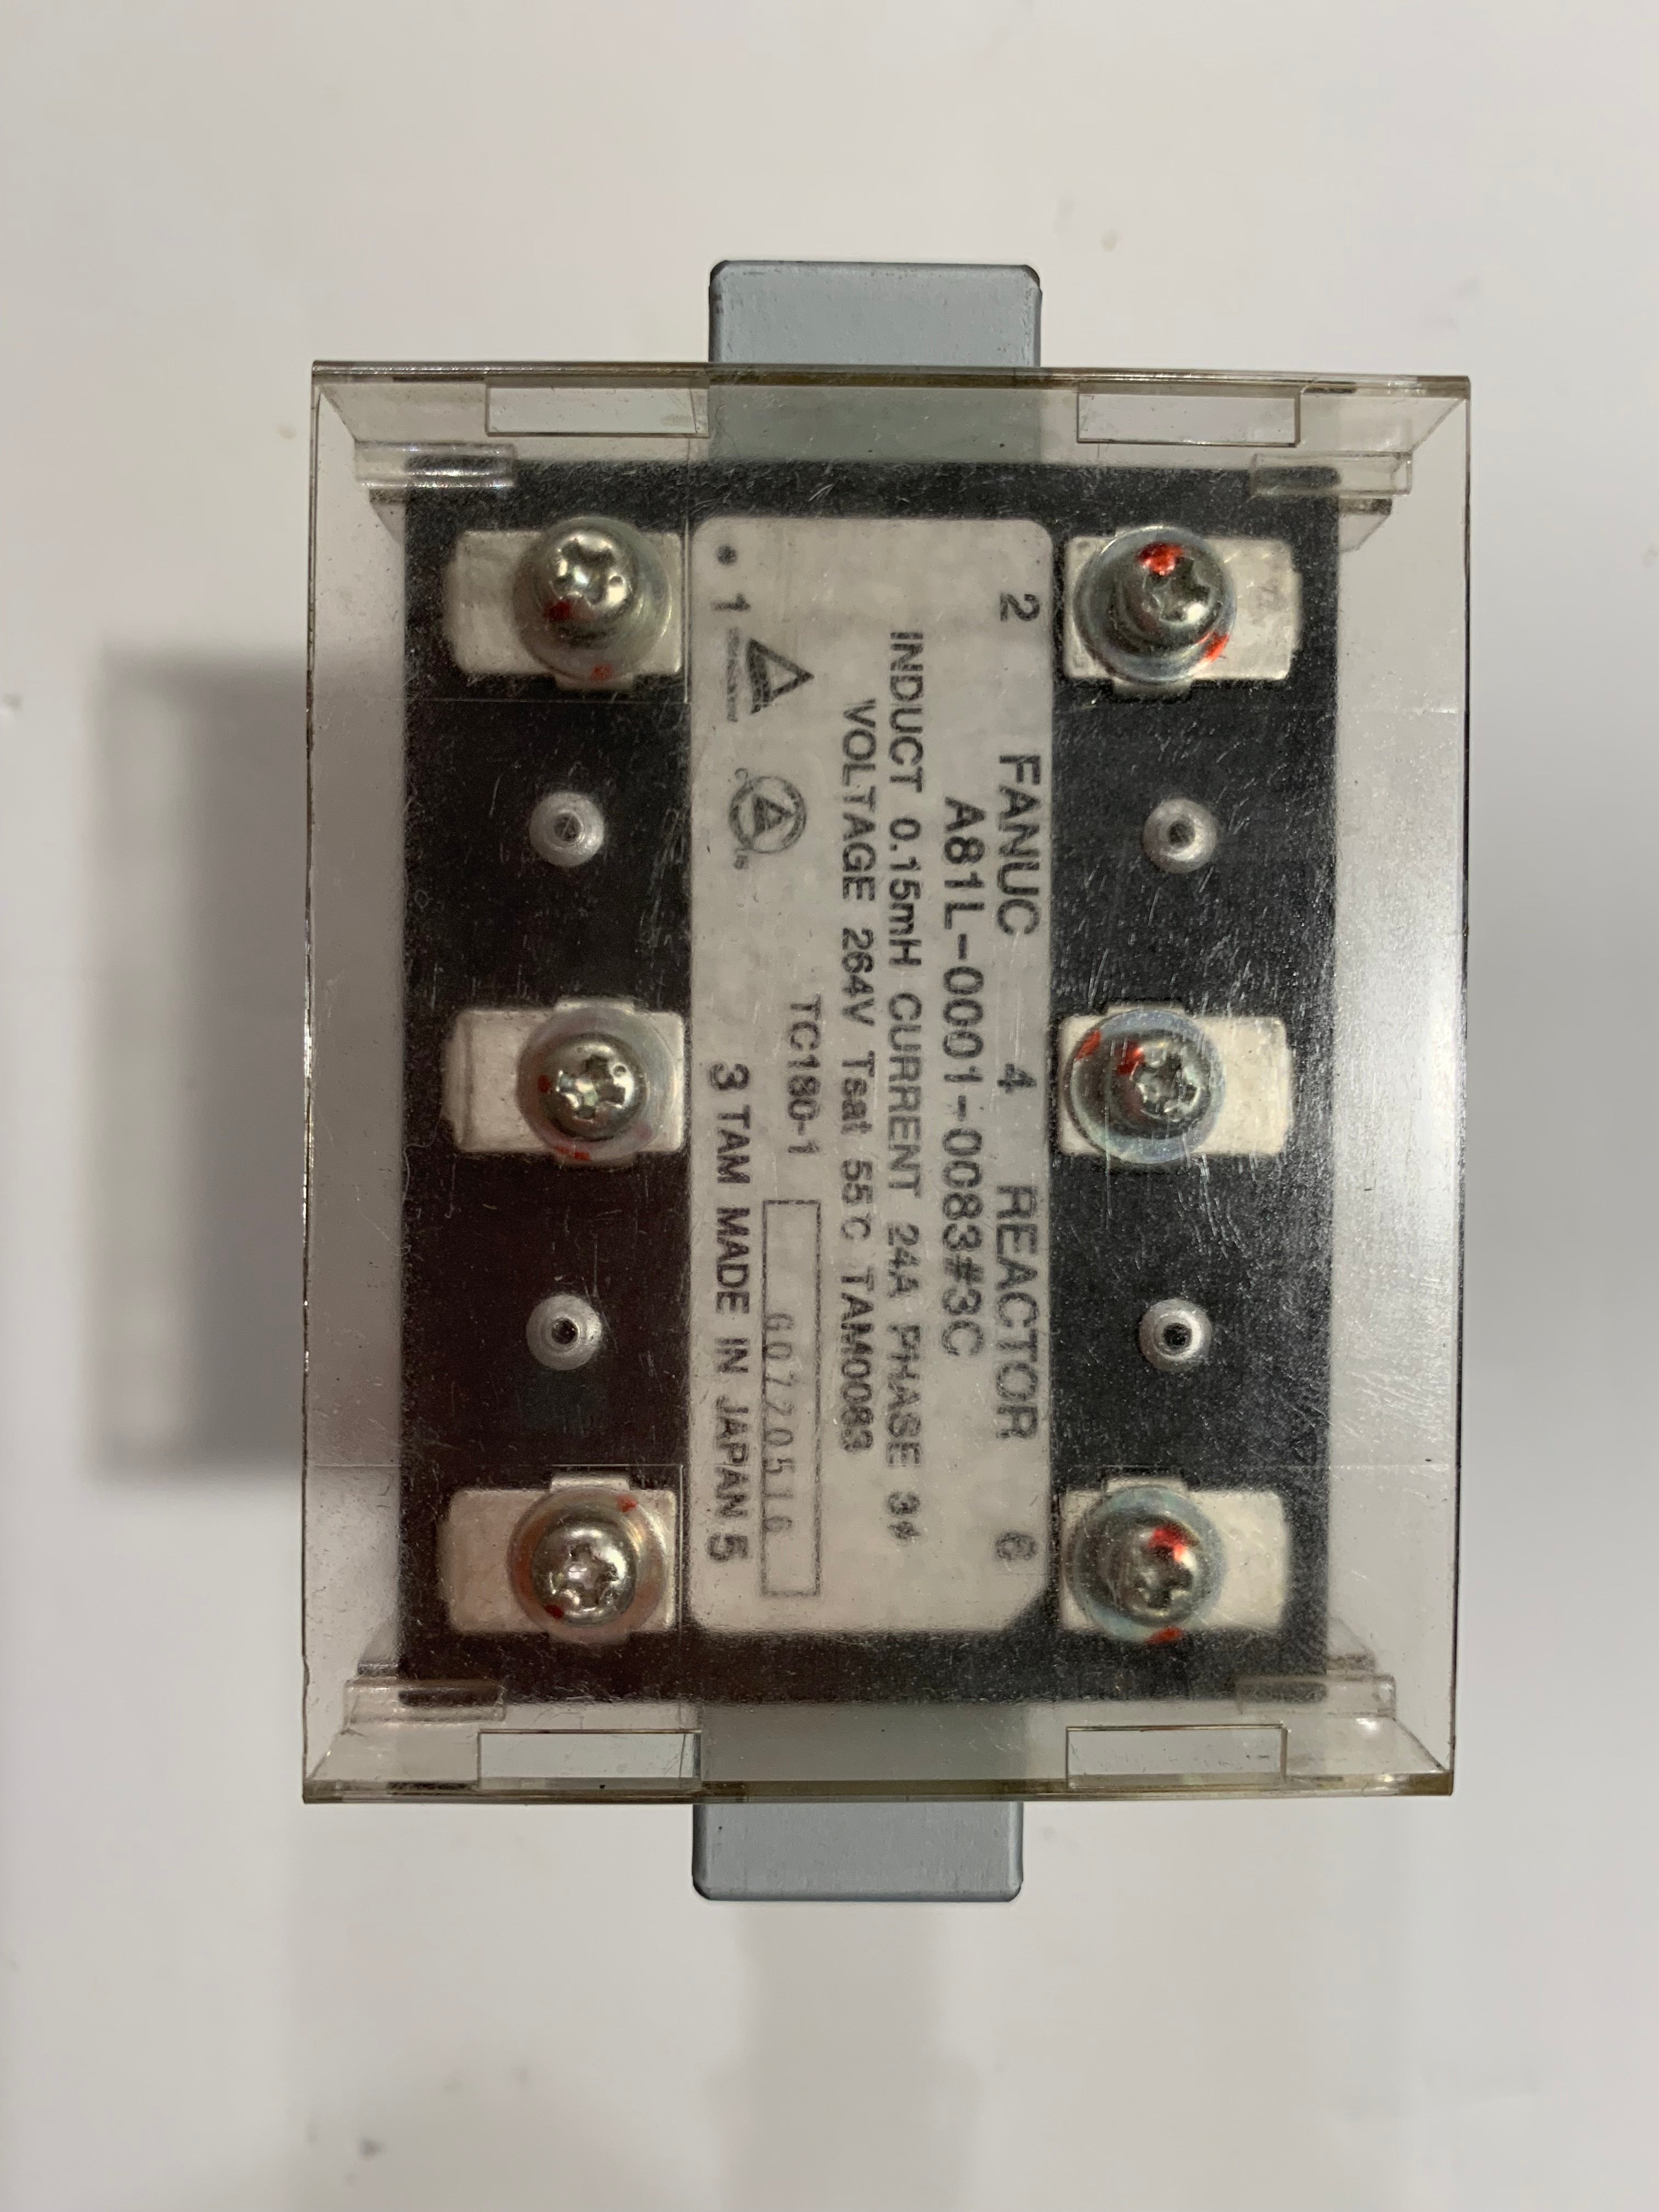 2 FANUC 4 REACTOR 6
A81L-0001-0083#3C
INDUCT 0.15mH CURRENT 24A PHASE 3φ
VOLTAGE 264V Tsat 55°C TAM0083
TC180-1 G0220516
1 3 TAM MADE IN JAPAN 5